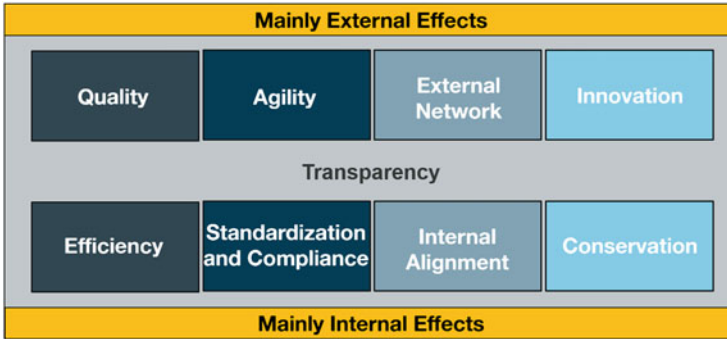 Mainly External Effects
Quality
Agility
External
Network
Innovation
Transparency
Efficiency
Standardization
and Compliance
Internal
Alignment
Conservation
Mainly Internal Effects